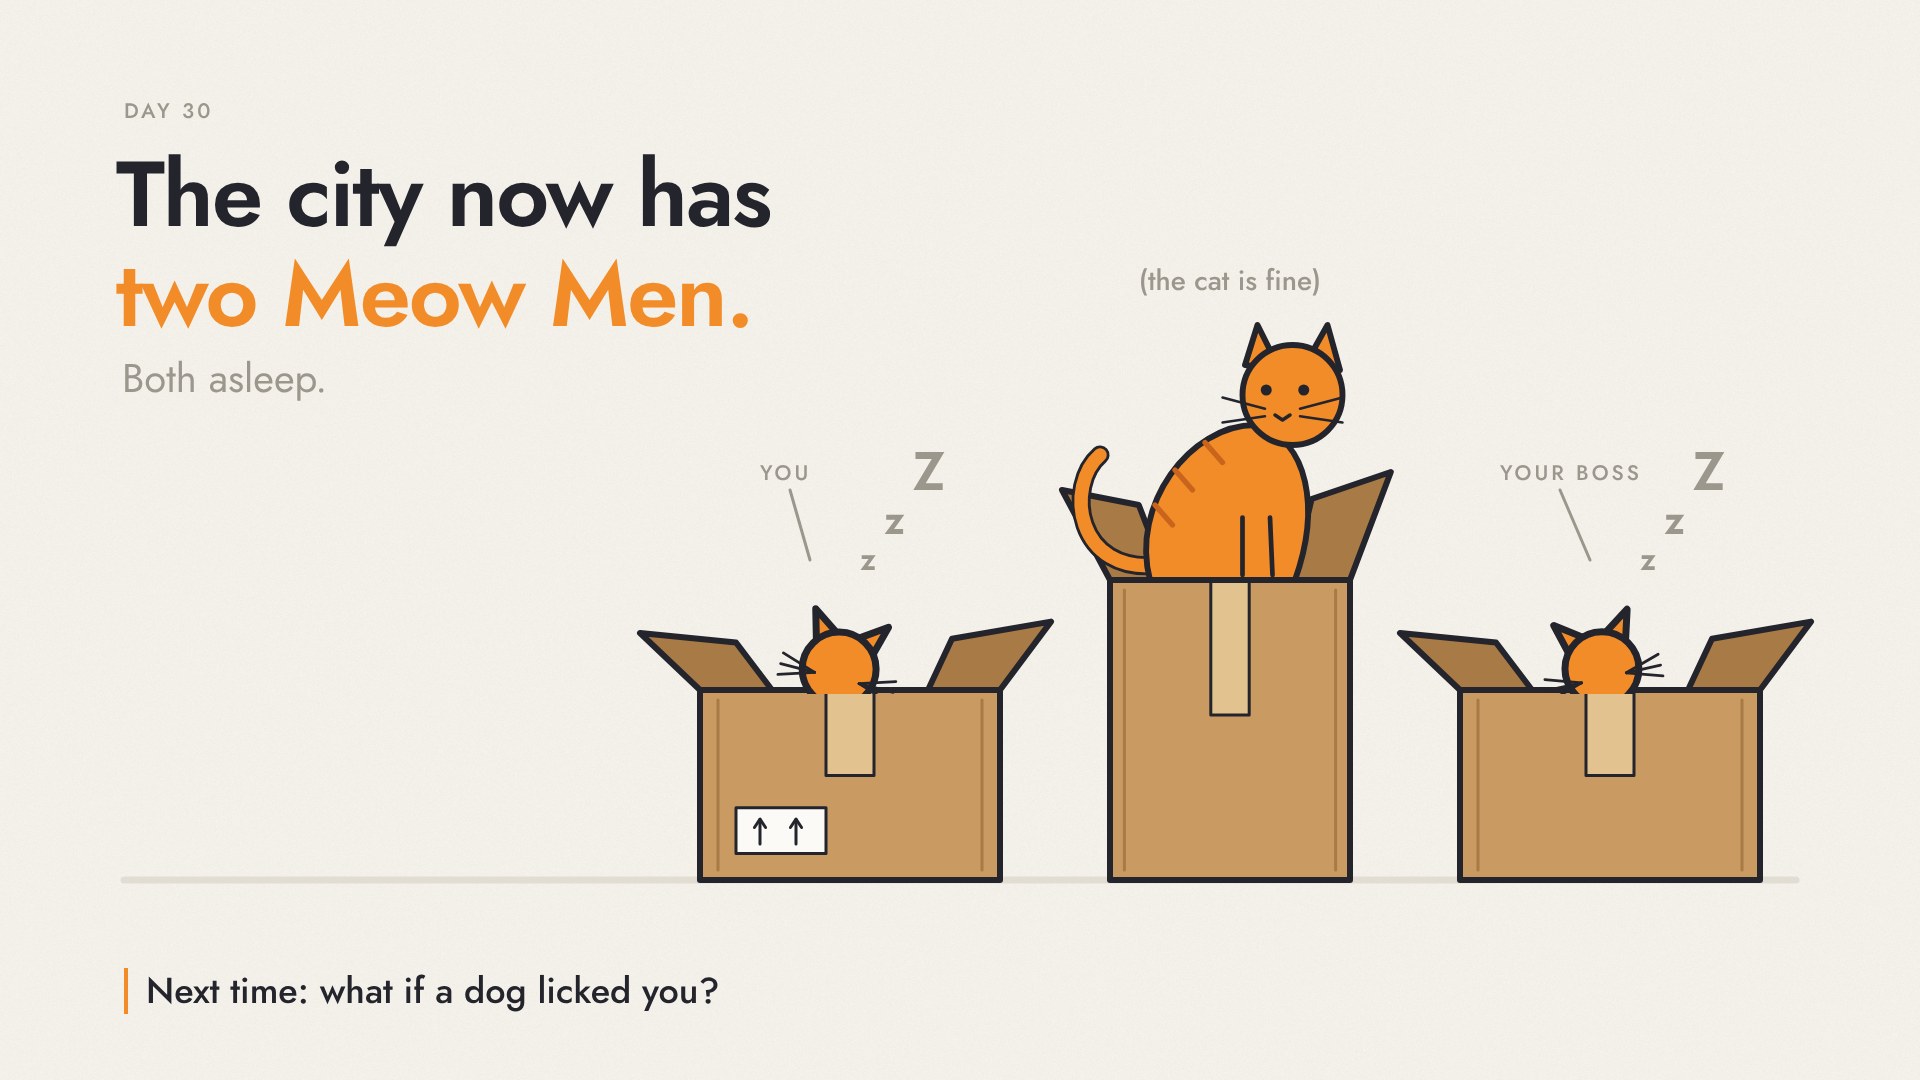 DAY 30
The city now has
two Meow Men.
Both asleep.
(the cat is fine)
YOU
z
z
Z
YOUR BOSS
z
z
Z
Next time: what if a dog licked you?